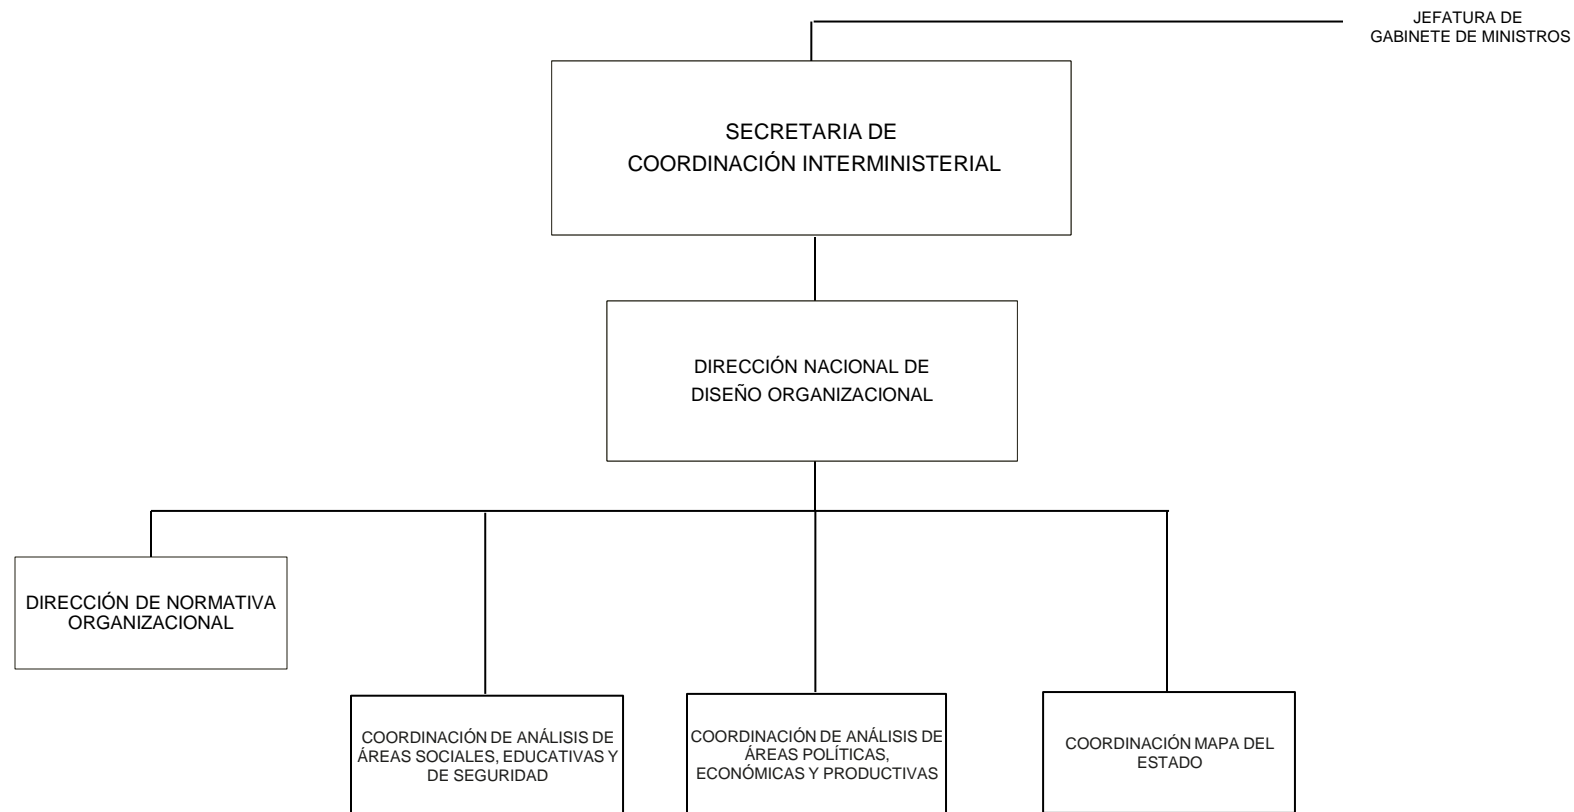 JEFATURA DE
GABINETE DE MINISTROS
SECRETARIA DE
COORDINACIÓN INTERMINISTERIAL
DIRECCIÓN NACIONAL DE
DISEÑO ORGANIZACIONAL
DIRECCIÓN DE NORMATIVA
ORGANIZACIONAL
COORDINACIÓN DE ANÁLISIS DE
ÁREAS SOCIALES, EDUCATIVAS Y
DE SEGURIDAD
COORDINACIÓN DE ANÁLISIS DE
ÁREAS POLÍTICAS,
ECONÓMICAS Y PRODUCTIVAS
COORDINACIÓN MAPA DEL
ESTADO